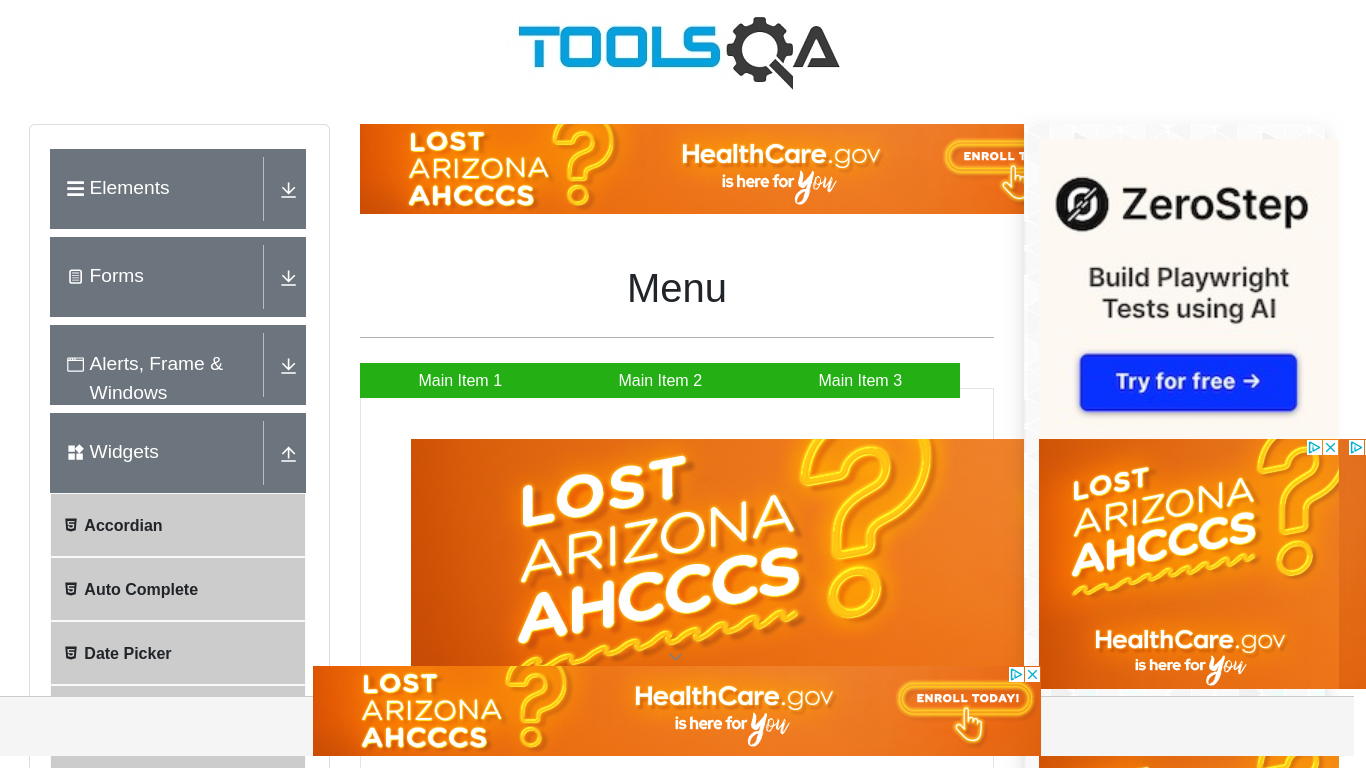 TOOLSQA
Elements
Forms
Alerts, Frame &
Windows
Widgets
Accordian
Auto Complete
Date Picker
LOST
ARIZONA
AHCCCS
?
HealthCare.gov
is here for You
ENROLL T
Menu
Main Item 1
Main Item 2
Main Item 3
LOST
ARIZONA
AHCCCS
?
ZeroStep
Build Playwright
Tests using AI
Try for free →
LOST
ARIZONA
AHCCCS
?
HealthCare.gov
is here for You
LOST
ARIZONA
AHCCCS
?
HealthCare.gov
is here for You
ENROLL TODAY!